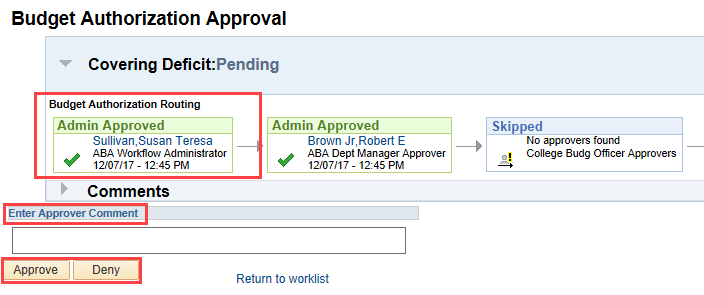 Budget Authorization Approval
Covering Deficit:Pending
Budget Authorization Routing
Admin Approved
Sullivan,Susan Teresa
ABA Workflow Administrator
12/07/17 - 12:45 PM
Admin Approved
Brown Jr,Robert E
ABA Dept Manager Approver
12/07/17 - 12:45 PM
Skipped
No approvers found
College Budg Officer Approvers
Comments
Enter Approver Comment
Approve
Deny
Return to worklist